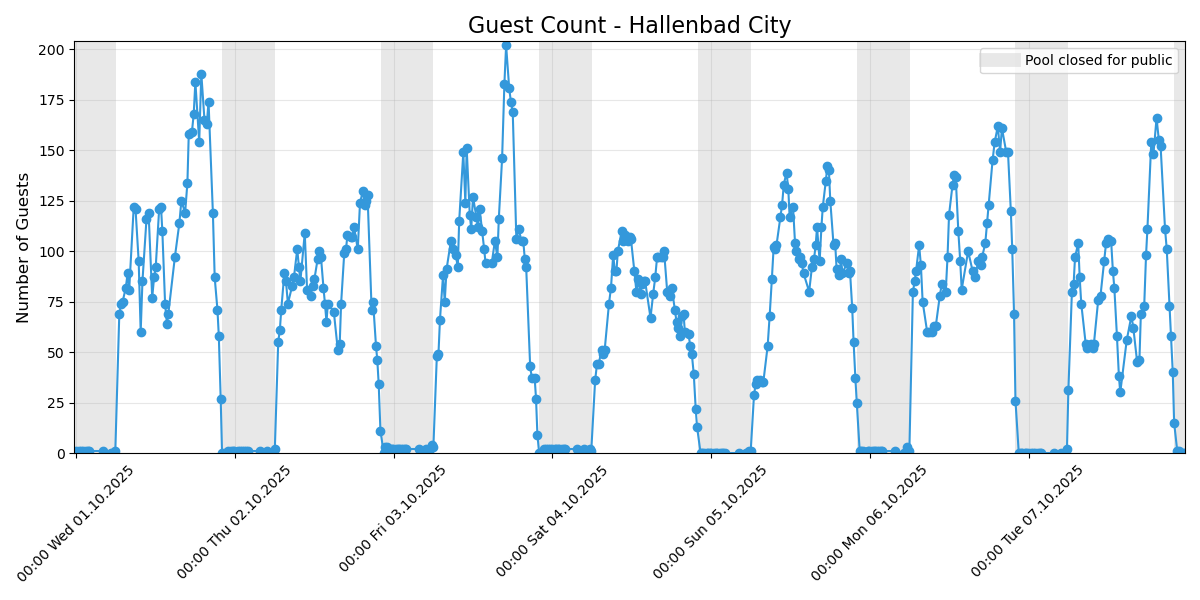 Guest Count - Hallenbad City
Pool closed for public
Number of Guests
200
175
150
125
100
75
50
25
0
00:00 Wed 01.10.2025
00:00 Thu 02.10.2025
00:00 Fri 03.10.2025
00:00 Sat 04.10.2025
00:00 Sun 05.10.2025
00:00 Mon 06.10.2025
00:00 Tue 07.10.2025